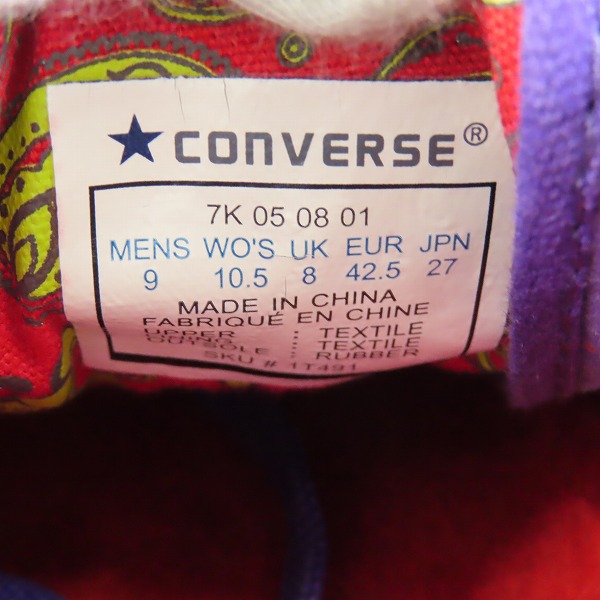 ★ CONVERSE®
7K 05 08 01
MENS WO'S UK EUR JPN
9 10.5 8 42.5 27
MADE IN CHINA
FABRIQUÉ EN CHINE
UPPER : TEXTILE
LINING : TEXTILE
OUTSOLE : RUBBER
SKU # 1T491